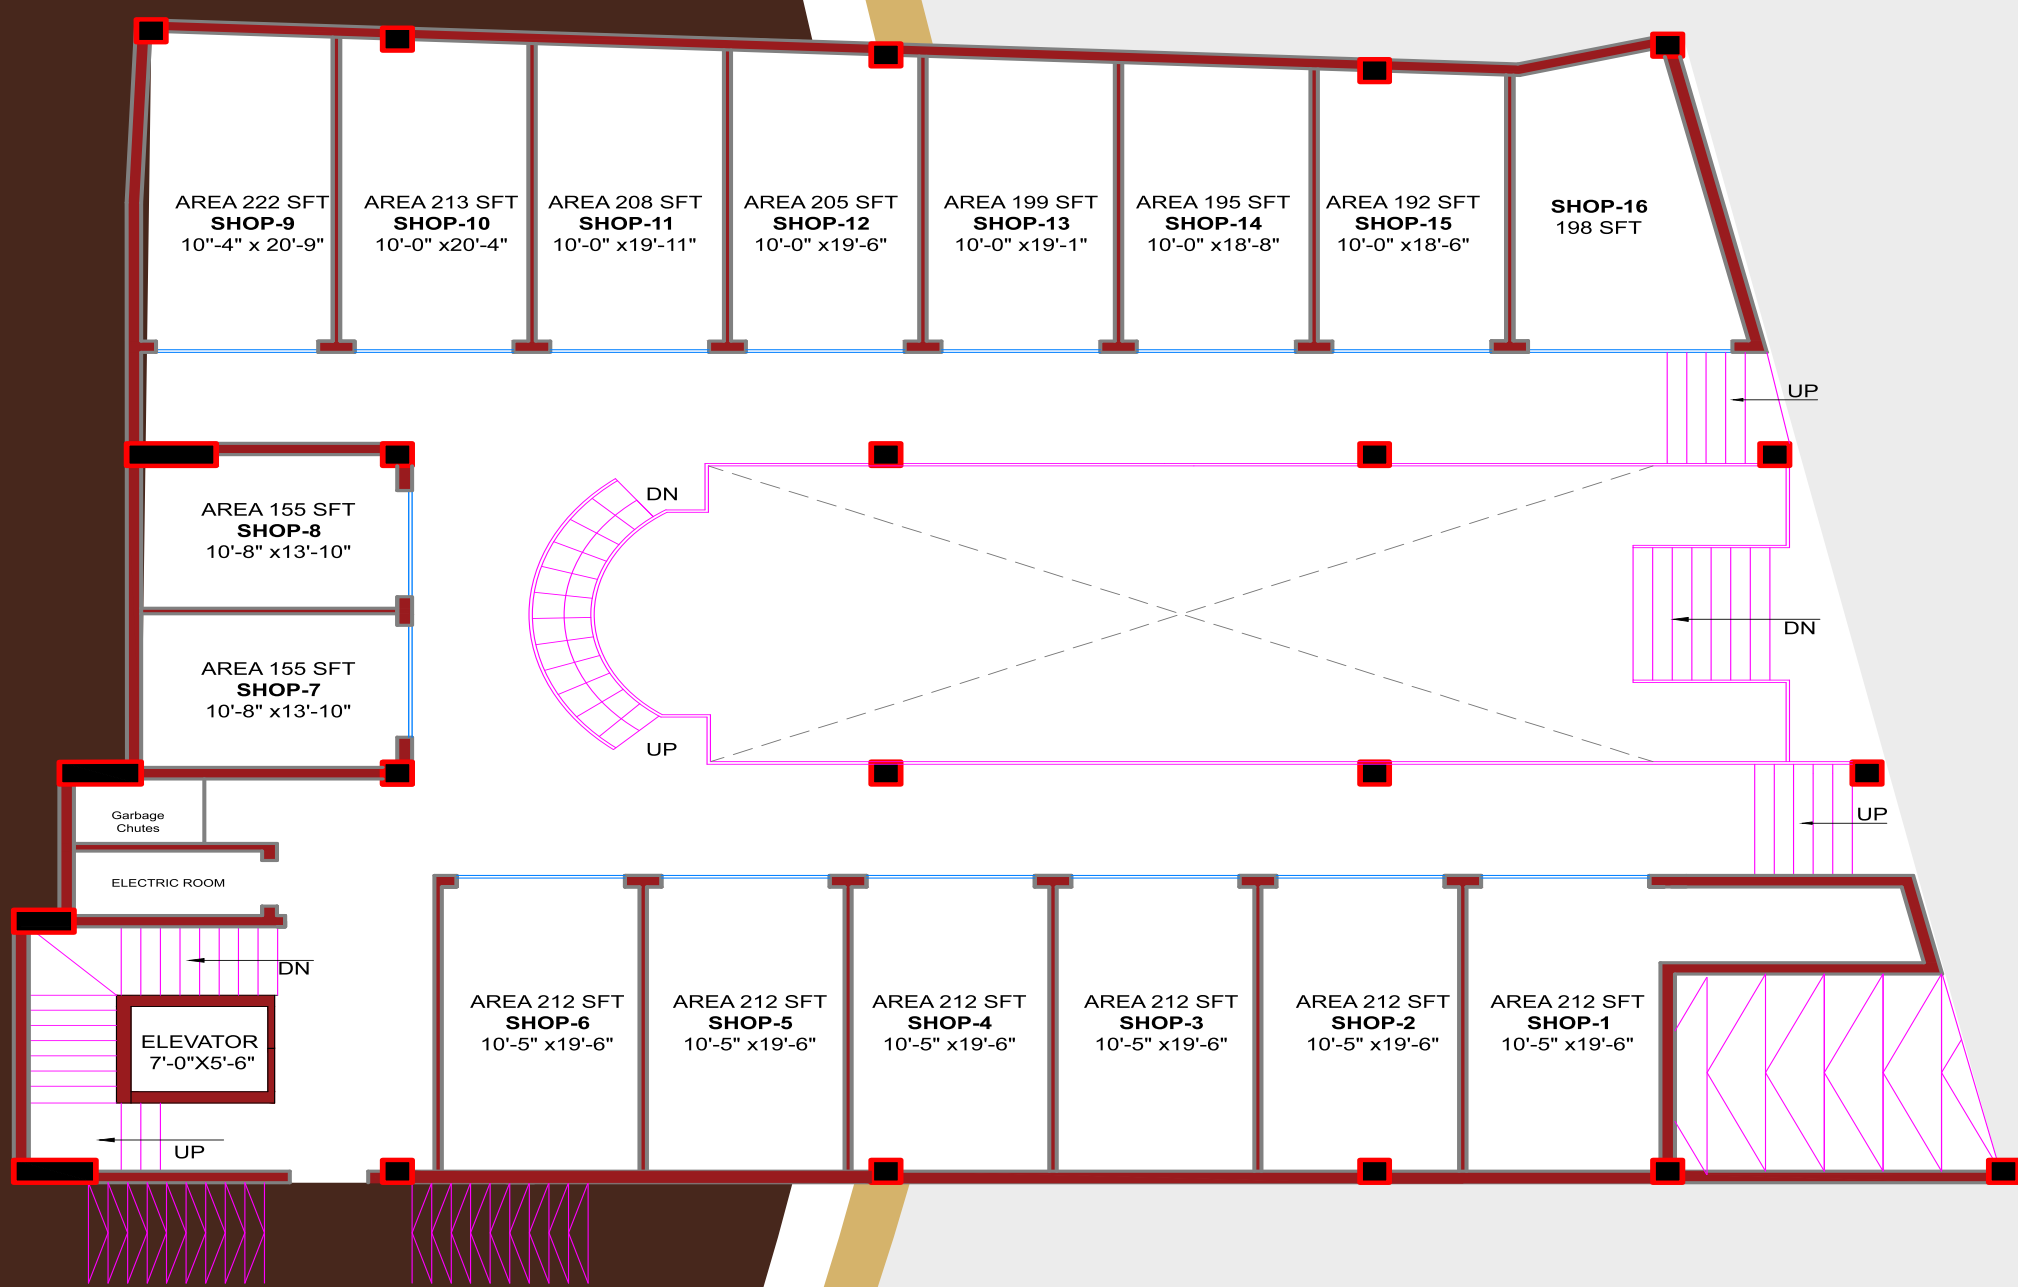 AREA 222 SFT
SHOP-9
10"-4" x 20'-9"
AREA 213 SFT
SHOP-10
10'-0" x20'-4"
AREA 208 SFT
SHOP-11
10'-0" x19'-11"
AREA 205 SFT
SHOP-12
10'-0" x19'-6"
AREA 199 SFT
SHOP-13
10'-0" x19'-1"
AREA 195 SFT
SHOP-14
10'-0" x18'-8"
AREA 192 SFT
SHOP-15
10'-0" x18'-6"
SHOP-16
198 SFT
UP
AREA 155 SFT
SHOP-8
10'-8" x13'-10"
DN
DN
AREA 155 SFT
SHOP-7
10'-8" x13'-10"
UP
UP
Garbage
Chutes
ELECTRIC ROOM
DN
ELEVATOR
7'-0"X5'-6"
UP
AREA 212 SFT
SHOP-6
10'-5" x19'-6"
AREA 212 SFT
SHOP-5
10'-5" x19'-6"
AREA 212 SFT
SHOP-4
10'-5" x19'-6"
AREA 212 SFT
SHOP-3
10'-5" x19'-6"
AREA 212 SFT
SHOP-2
10'-5" x19'-6"
AREA 212 SFT
SHOP-1
10'-5" x19'-6"